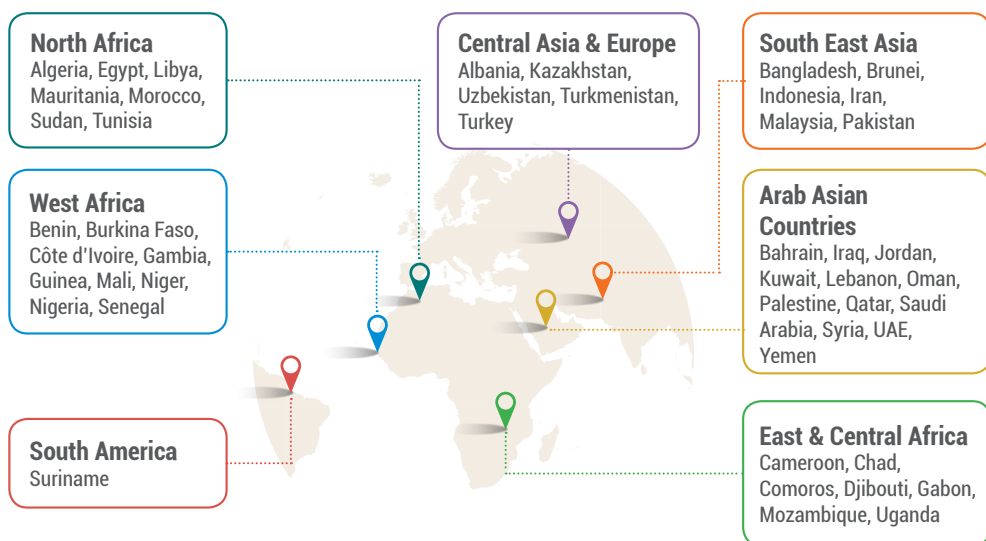 North Africa
Algeria, Egypt, Libya,
Mauritania, Morocco,
Sudan, Tunisia
Central Asia & Europe
Albania, Kazakhstan,
Uzbekistan, Turkmenistan,
Turkey
South East Asia
Bangladesh, Brunei,
Indonesia, Iran,
Malaysia, Pakistan
West Africa
Benin, Burkina Faso,
Côte d'Ivoire, Gambia,
Guinea, Mali, Niger,
Nigeria, Senegal
Arab Asian
Countries
Bahrain, Iraq, Jordan,
Kuwait, Lebanon, Oman,
Palestine, Qatar, Saudi
Arabia, Syria, UAE,
Yemen
South America
Suriname
East & Central Africa
Cameroon, Chad,
Comoros, Djibouti, Gabon,
Mozambique, Uganda